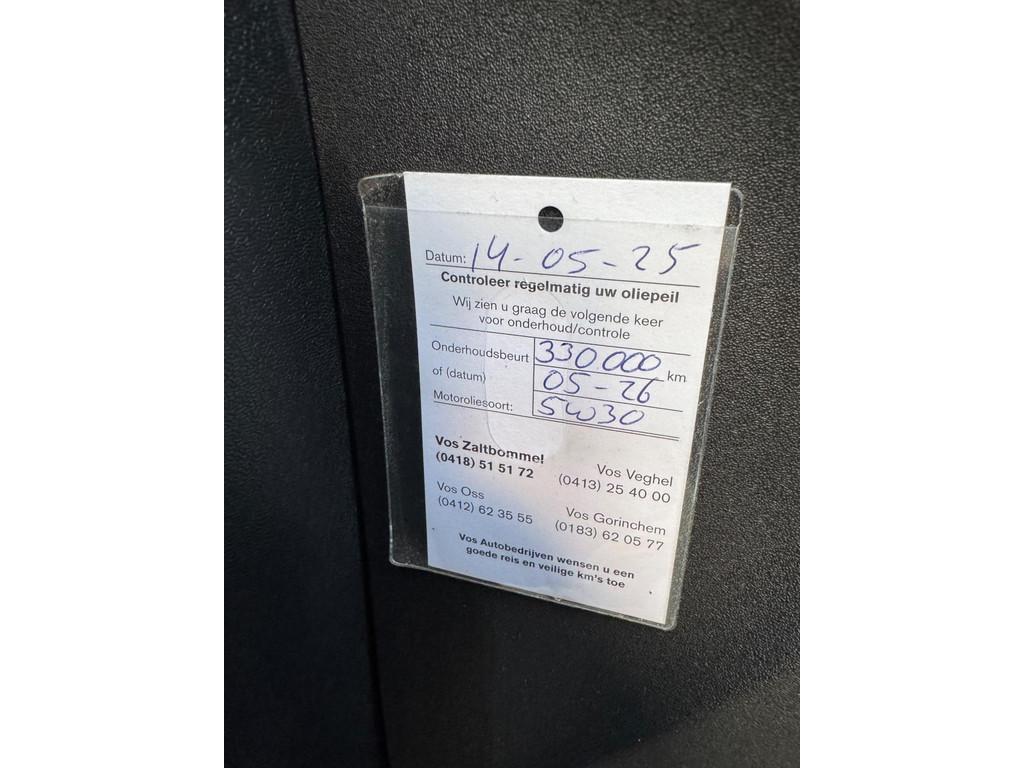 Datum: 14-05-25
Controleer regelmatig uw oliepeil
Wij zien u graag de volgende keer
voor onderhoud/controle
Onderhoudsbeurt 330.000 km
of (datum) 05-26
Motoroliesoort: 5W30
Vos Zaltbommel
(0418) 51 51 72
Vos Veghel
(0413) 25 40 00
Vos Oss
(0412) 62 35 55
Vos Gorinchem
(0183) 62 05 77
Vos Autobedrijven wensen u een
goede reis en veilige km's toe